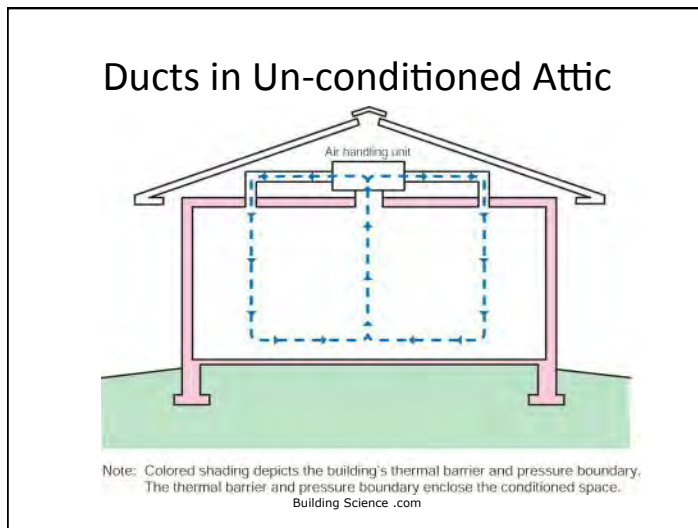 Ducts in Un-conditioned Attic
Air handling unit
Note: Colored shading depicts the building's thermal barrier and pressure boundary.
The thermal barrier and pressure boundary enclose the conditioned space.
Building Science .com